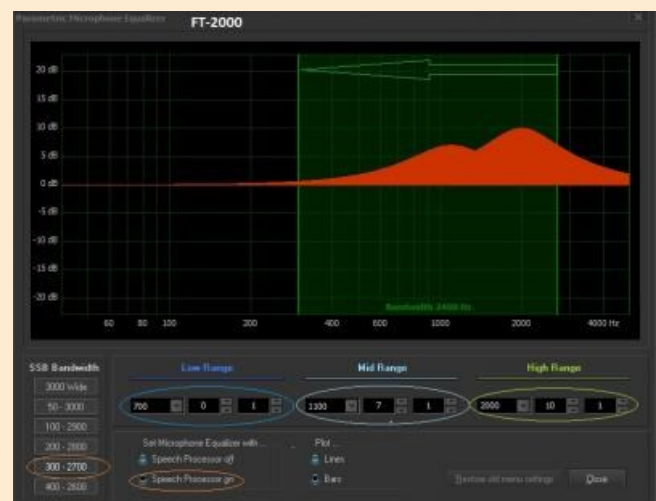 Parametric Microphone Equalizer
FT-2000
20 dB
15 dB
10 dB
5 dB
0 dB
-5 dB
-10 dB
-15 dB
-20 dB
Bandwidth 2400 Hz
60 80 100 200 400 600 1000 2000 4000 Hz
SSB Bandwidth
3000 Wide
50 - 3000
100 - 2900
200 - 2800
300 - 2700
400 - 2600
Low Range
700 0 1
Mid Range
1100 7 1
High Range
2000 10 1
Set Microphone Equalizer with ...
Speech Processor off
Speech Processor on
Plot ...
Lines
Bars
Restore old menu settings
Close